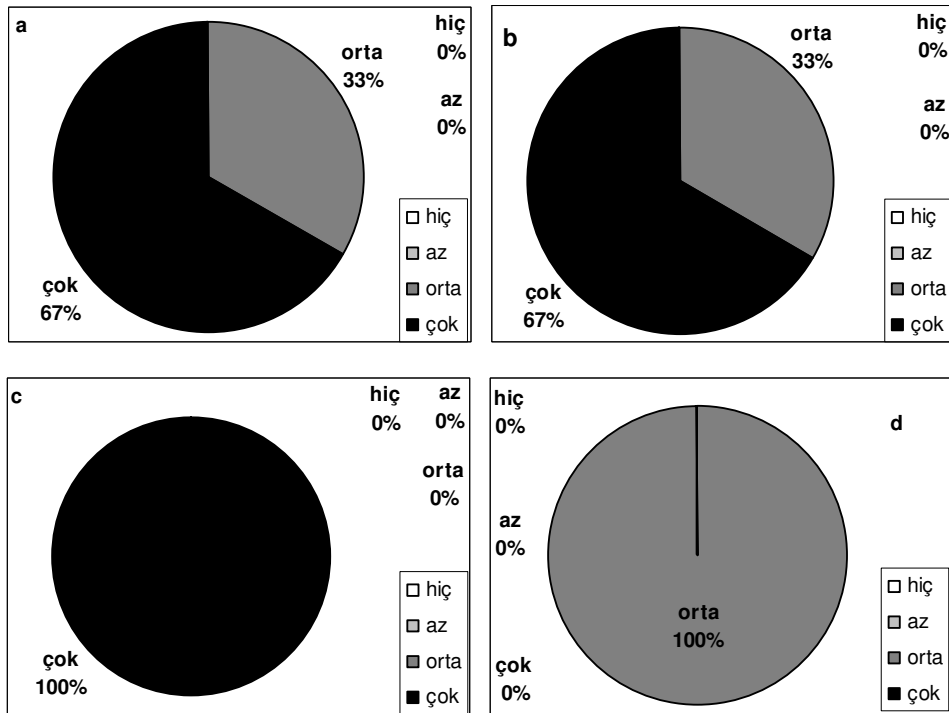 a
hiç
0%
orta
33%
az
0%
çok
67%
hiç
az
orta
çok
b
hiç
0%
orta
33%
az
0%
çok
67%
hiç
az
orta
çok
c
hiç
0%
az
0%
orta
0%
çok
100%
hiç
az
orta
çok
d
hiç
0%
az
0%
orta
100%
çok
0%
hiç
az
orta
çok